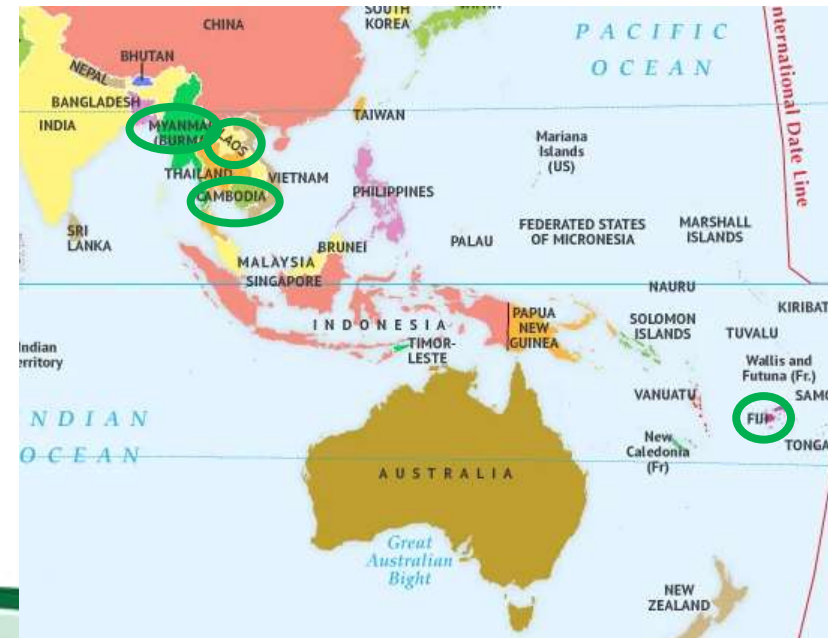 SOUTH
KOREA
CHINA
PACIFIC
OCEAN
International Date Line
BHUTAN
NEPAL
BANGLADESH
INDIA
MYANMAR
(BURMA
LAOS
TAIWAN
THAILAND
VIETNAM
CAMBODIA
PHILIPPINES
Mariana
Islands
(US)
SRI
LANKA
PALAU
FEDERATED STATES
OF MICRONESIA
MARSHALL
ISLANDS
BRUNEI
MALAYSIA
SINGAPORE
NAURU
KIRIBAT
INDONESIA
PAPUA
NEW
GUINEA
SOLOMON
ISLANDS
TUVALU
TIMOR-
LESTE
Indian
erritory
Wallis and
Futuna (Fr.)
SAMO
VANUATU
FIJI
TONGA
NDIAN
OCEAN
New
Caledonia
(Fr)
AUSTRALIA
Great
Australian
Bight
NEW
ZEALAND